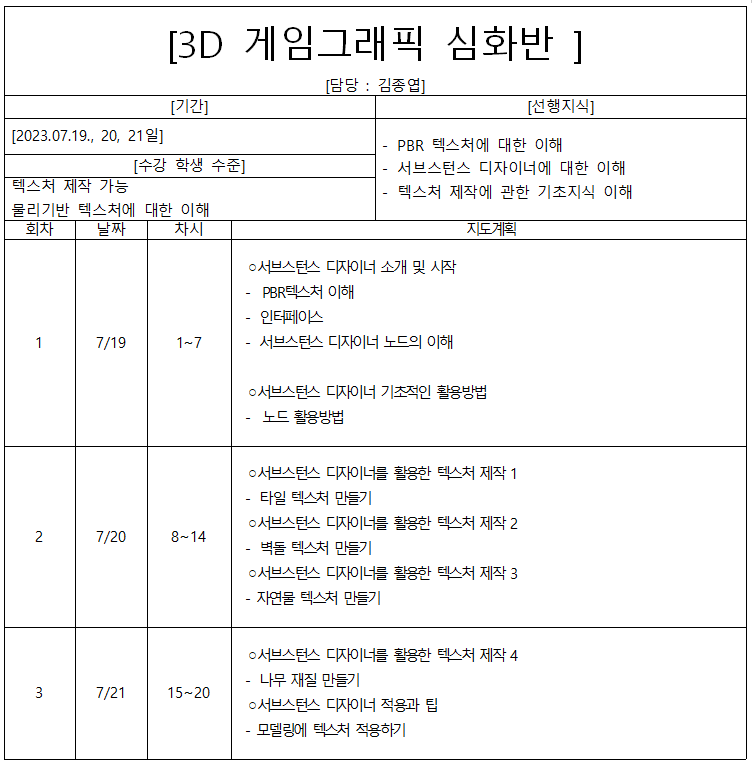 [3D 게임그래픽 심화반 ]
[담당 : 김종엽]
[기간]
[2023.07.19., 20, 21일]
[수강 학생 수준]
텍스처 제작 가능
물리기반 텍스처에 대한 이해
[선행지식]
- PBR 텍스처에 대한 이해
- 서브스턴스 디자이너에 대한 이해
- 텍스처 제작에 관한 기초지식 이해
회차 날짜 차시 지도계획
1 7/19 1~7
○서브스턴스 디자이너 소개 및 시작
- PBR텍스처 이해
- 인터페이스
- 서브스턴스 디자이너 노드의 이해
○서브스턴스 디자이너 기초적인 활용방법
- 노드 활용방법
2 7/20 8~14
○서브스턴스 디자이너를 활용한 텍스처 제작 1
- 타일 텍스처 만들기
○서브스턴스 디자이너를 활용한 텍스처 제작 2
- 벽돌 텍스처 만들기
○서브스턴스 디자이너를 활용한 텍스처 제작 3
- 자연물 텍스처 만들기
3 7/21 15~20
○서브스턴스 디자이너를 활용한 텍스처 제작 4
- 나무 재질 만들기
○서브스턴스 디자이너 적용과 팁
- 모델링에 텍스처 적용하기